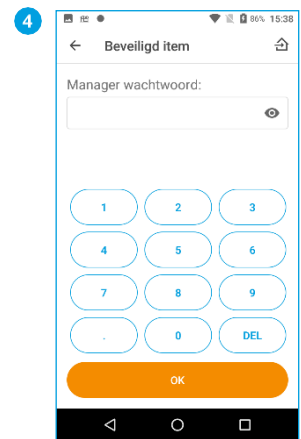 4
86% 15:38
Beveiligd item
Manager wachtwoord:
1 2 3
4 5 6
7 8 9
. 0 DEL
OK